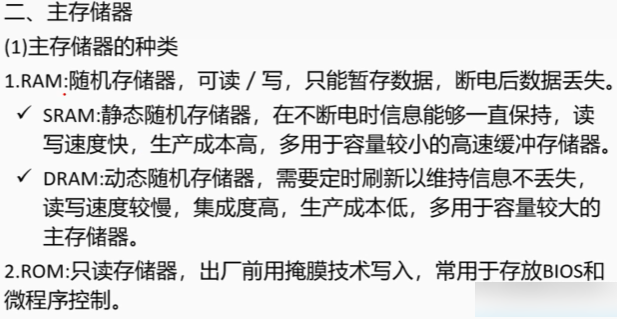 二、主存储器
(1)主存储器的种类
1.RAM:随机存储器，可读／写，只能暂存数据，断电后数据丢失。
✓ SRAM:静态随机存储器，在不断电时信息能够一直保持，读
写速度快，生产成本高，多用于容量较小的高速缓冲存储器。
✓ DRAM:动态随机存储器，需要定时刷新以维持信息不丢失，
读写速度较慢，集成度高，生产成本低，多用于容量较大的
主存储器。
2.ROM:只读存储器，出厂前用掩膜技术写入，常用于存放BIOS和
微程序控制。